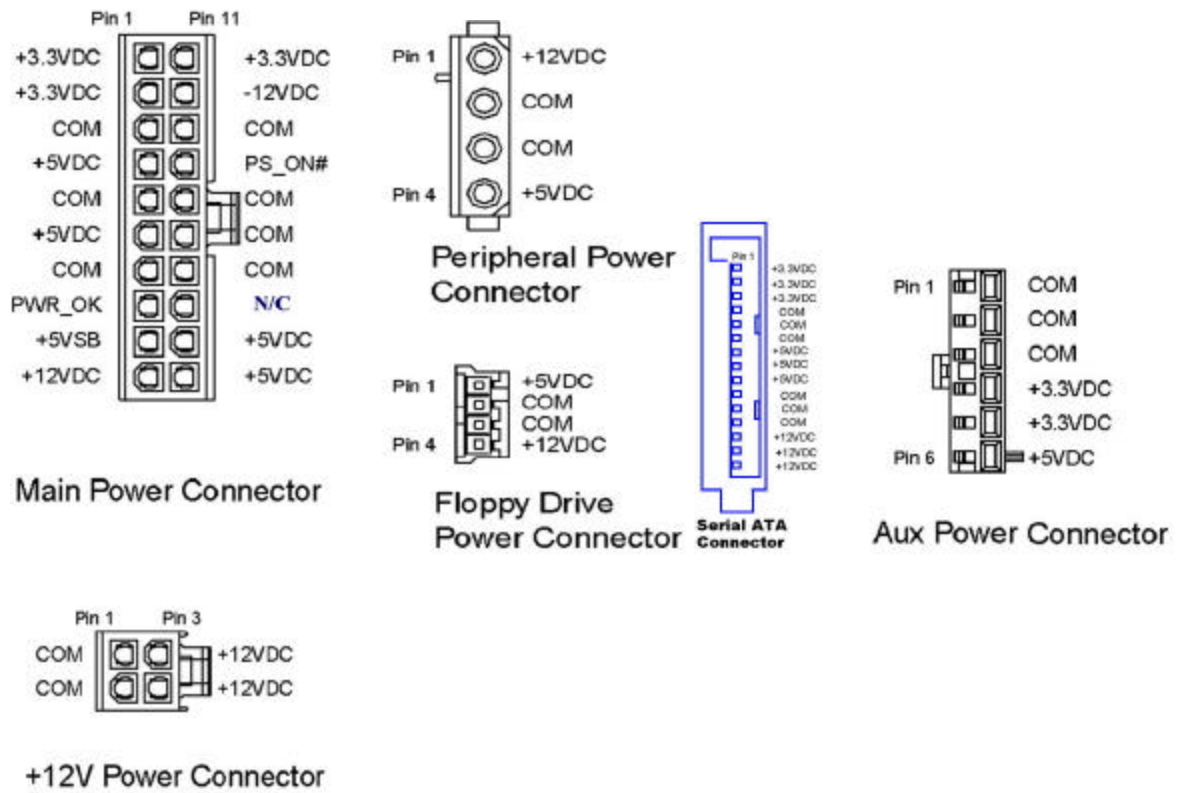 Pin 1 Pin 11
+3.3VDC +3.3VDC
+3.3VDC -12VDC
COM COM
+5VDC PS_ON#
COM COM
+5VDC COM
COM COM
PWR_OK N/C
+5VSB +5VDC
+12VDC +5VDC
Main Power Connector
Pin 1 +12VDC
COM
COM
Pin 4 +5VDC
Peripheral Power
Connector
Pin 1 +5VDC
COM
COM
Pin 4 +12VDC
Floppy Drive
Power Connector
Pin 1
+3.3VDC
+3.3VDC
+3.3VDC
COM
COM
COM
+5VDC
+5VDC
+5VDC
COM
COM
COM
+12VDC
+12VDC
+12VDC
Serial ATA
Connector
Pin 1 COM
COM
COM
+3.3VDC
+3.3VDC
Pin 6 +5VDC
Aux Power Connector
Pin 1 Pin 3
COM +12VDC
COM +12VDC
+12V Power Connector